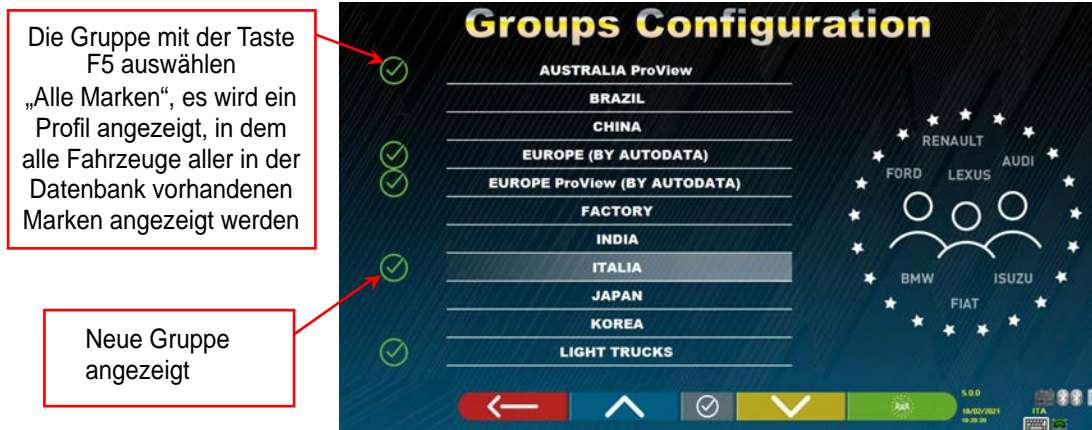 Die Gruppe mit der Taste
F5 auswählen
„Alle Marken“, es wird ein
Profil angezeigt, in dem
alle Fahrzeuge aller in der
Datenbank vorhandenen
Marken angezeigt werden
Neue Gruppe
angezeigt
Groups Configuration
AUSTRALIA ProView
BRAZIL
CHINA
EUROPE (BY AUTODATA)
EUROPE ProView (BY AUTODATA)
FACTORY
INDIA
ITALIA
JAPAN
KOREA
LIGHT TRUCKS
RENAULT
AUDI
FORD
LEXUS
BMW
ISUZU
FIAT
5.0.0
18/02/2021
ITA